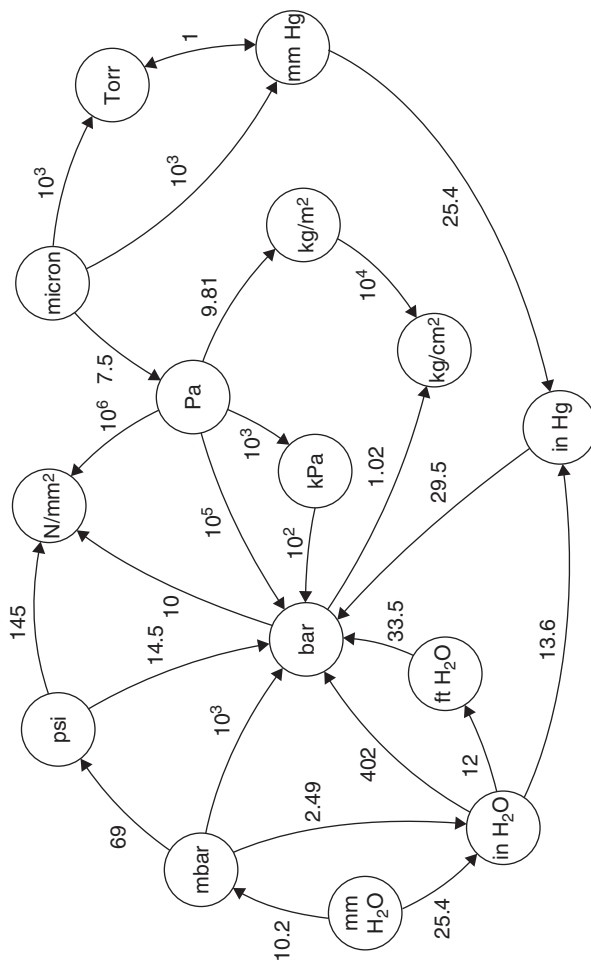 145
psi
N/mm²
micron
10³
69
10⁶
7.5
Torr
14.5
10
10³
1
mbar
Pa
10³
10⁵
10³
9.81
10.2
2.49
bar
10²
kPa
kg/m²
mm Hg
mm
H₂O
402
33.5
1.02
10⁴
25.4
12
ft H₂O
29.5
kg/cm²
25.4
in H₂O
13.6
in Hg